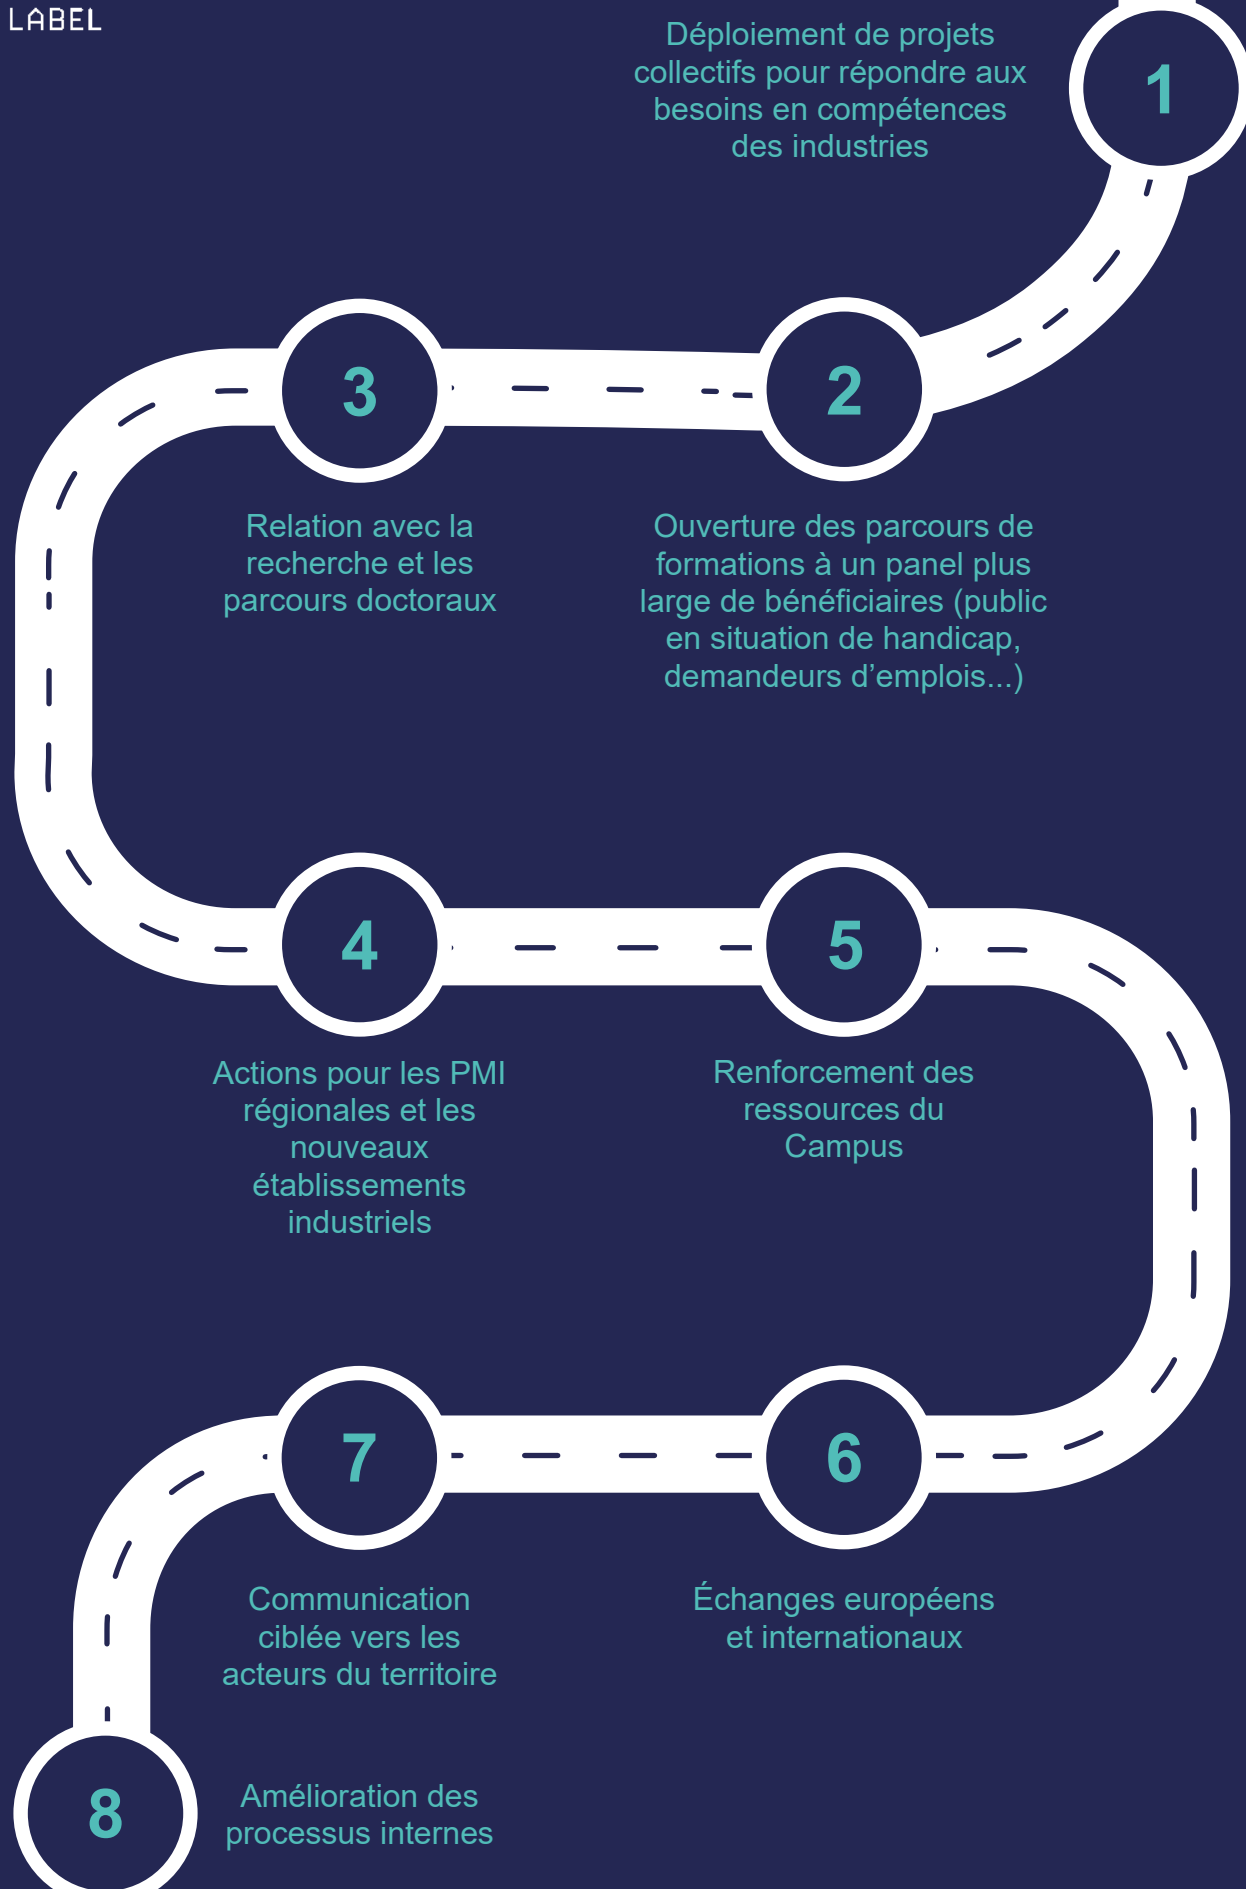 LABEL
Déploiement de projets
collectifs pour répondre aux
besoins en compétences
des industries
1
3
2
Relation avec la
recherche et les
parcours doctoraux
Ouverture des parcours de
formations à un panel plus
large de bénéficiaires (public
en situation de handicap,
demandeurs d’emplois...)
4
5
Actions pour les PMI
régionales et les
nouveaux
établissements
industriels
Renforcement des
ressources du
Campus
7
6
Communication
ciblée vers les
acteurs du territoire
Échanges européens
et internationaux
8
Amélioration des
processus internes